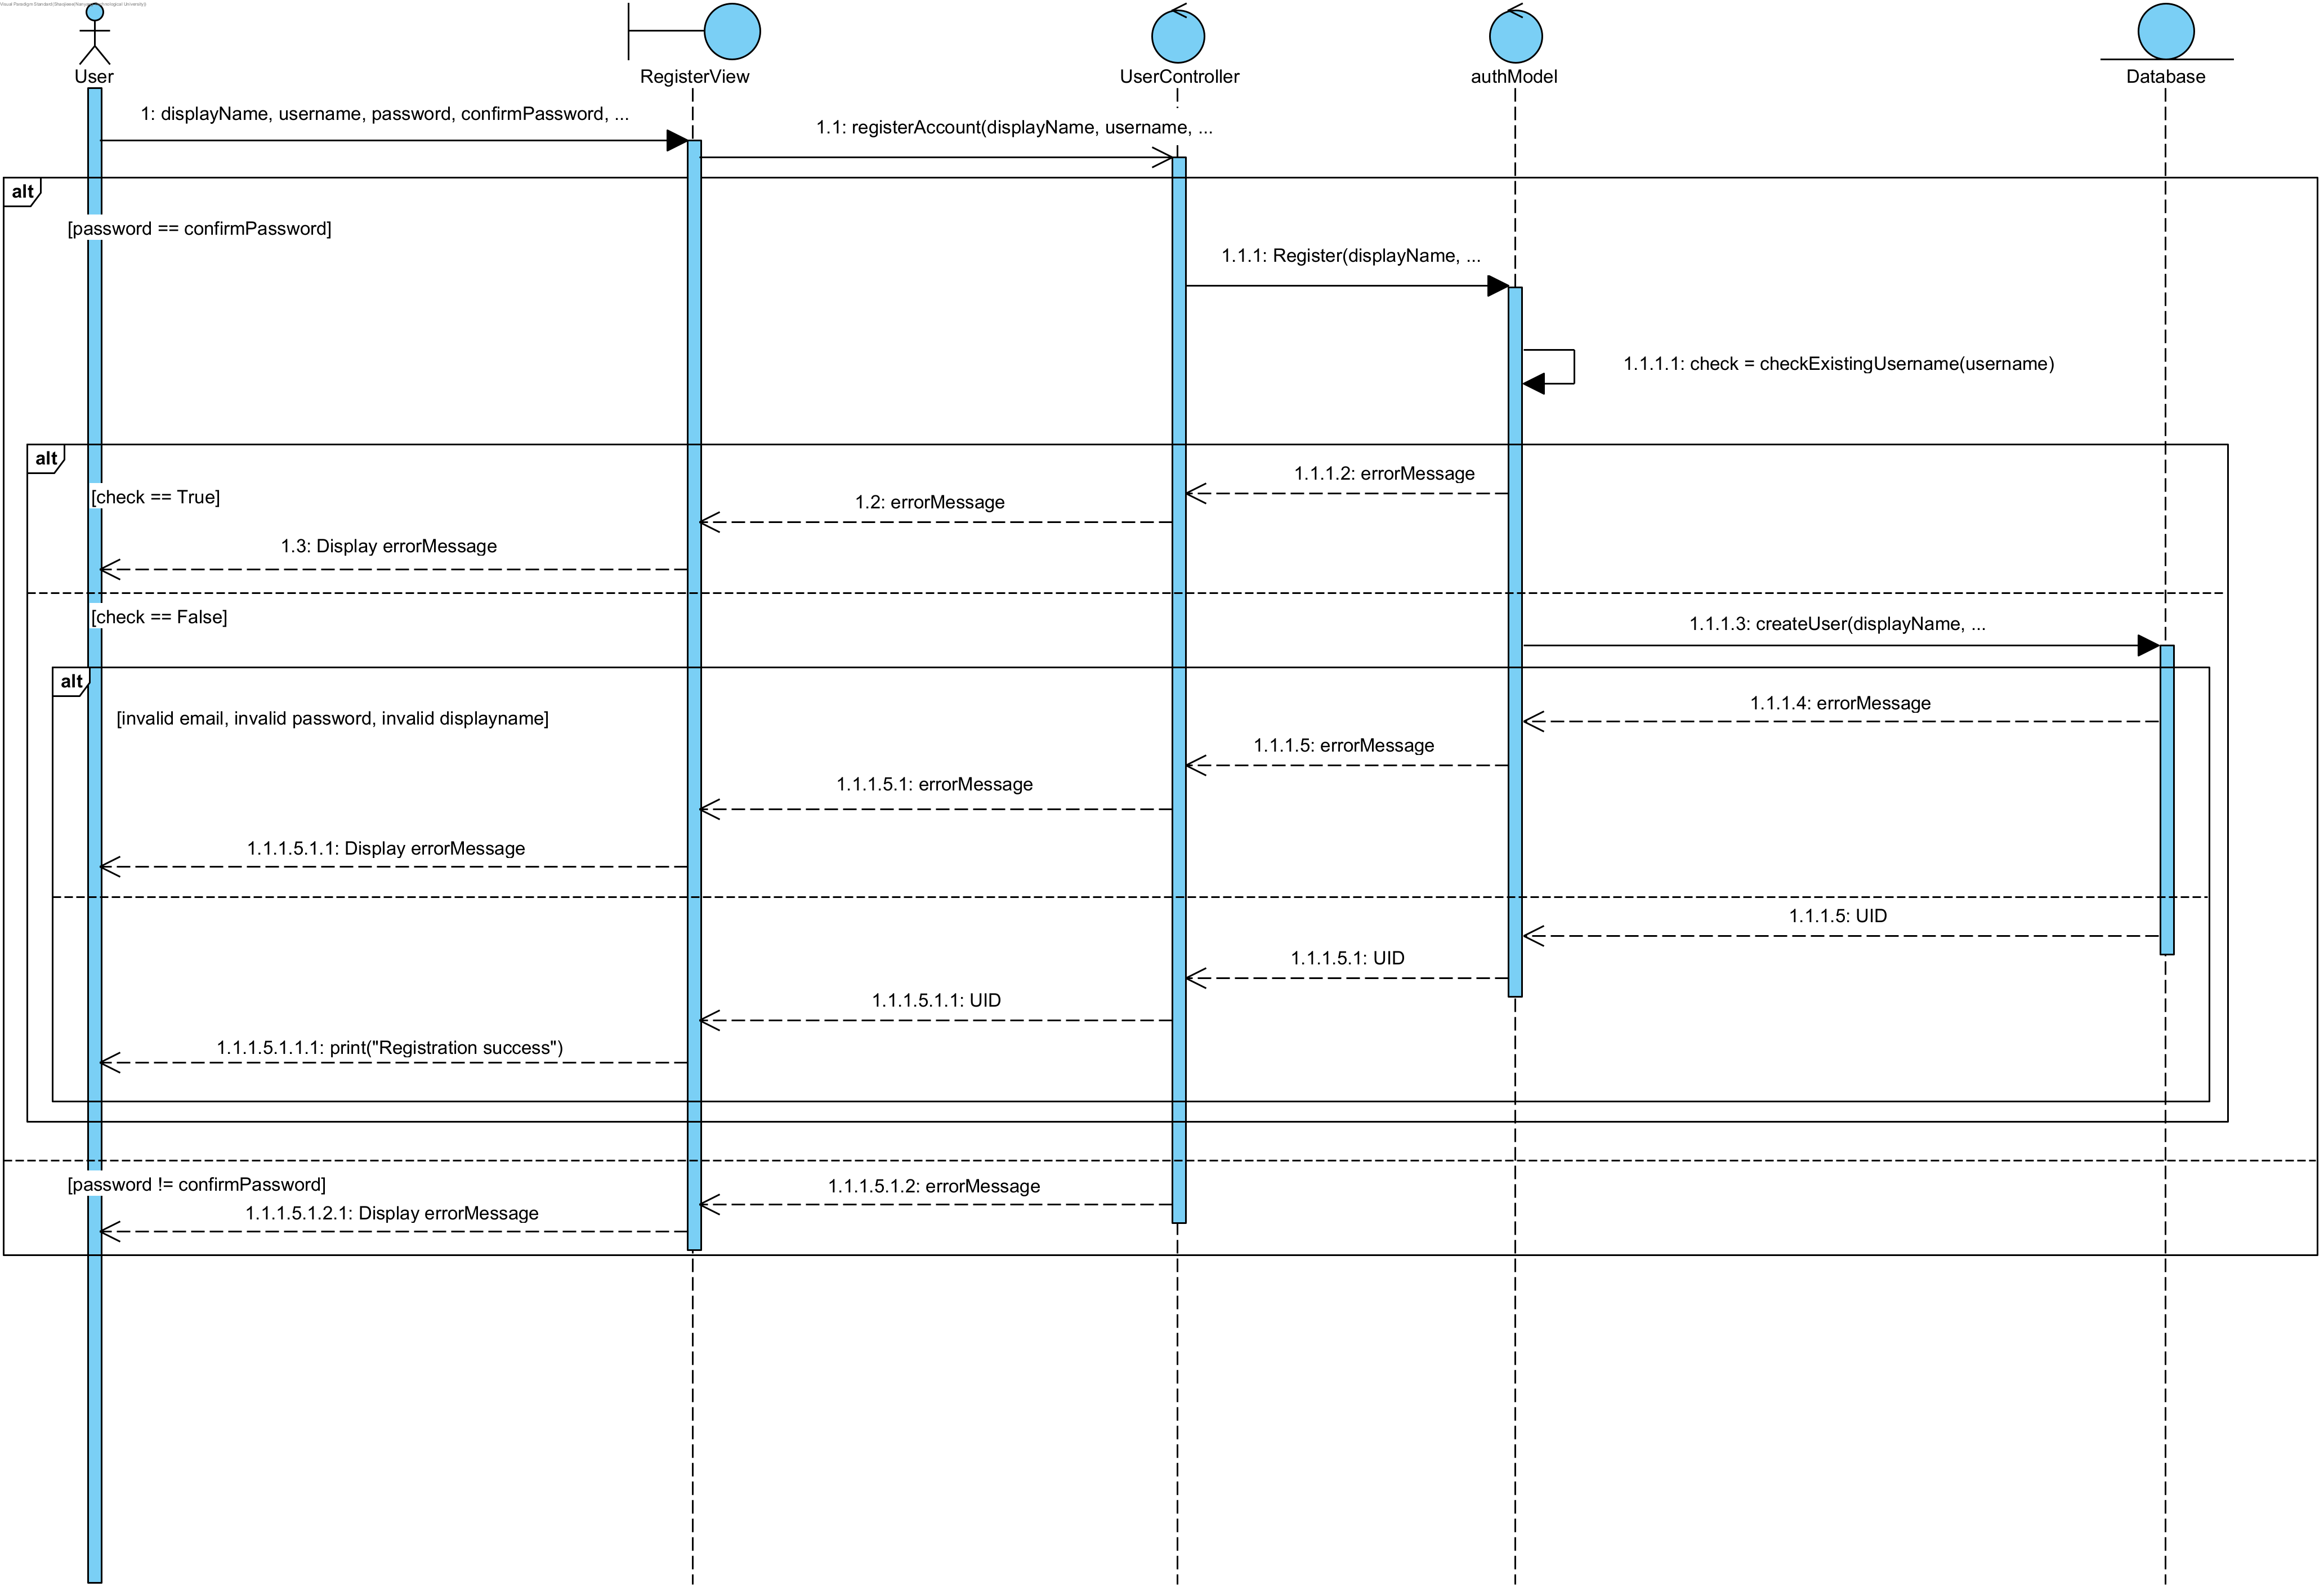 User
RegisterView
UserController
authModel
Database
1: displayName, username, password, confirmPassword, ...
1.1: registerAccount(displayName, username, ...
alt
[password == confirmPassword]
1.1.1: Register(displayName, ...
1.1.1.1: check = checkExistingUsername(username)
alt
1.1.1.2: errorMessage
[check == True]
1.2: errorMessage
1.3: Display errorMessage
[check == False]
1.1.1.3: createUser(displayName, ...
alt
1.1.1.4: errorMessage
[invalid email, invalid password, invalid displayname]
1.1.1.5: errorMessage
1.1.1.5.1: errorMessage
1.1.1.5.1.1: Display errorMessage
1.1.1.5: UID
1.1.1.5.1: UID
1.1.1.5.1.1: UID
1.1.1.5.1.1.1: print("Registration success")
[password != confirmPassword]
1.1.1.5.1.2: errorMessage
1.1.1.5.1.2.1: Display errorMessage